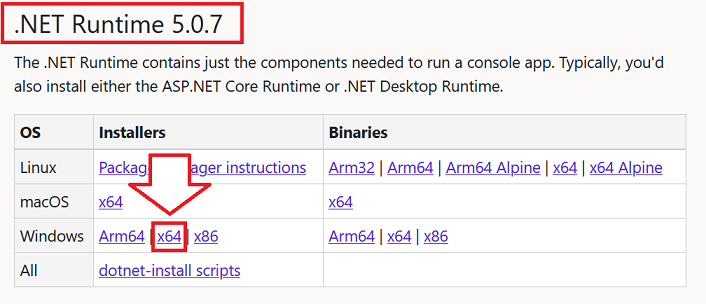 .NET Runtime 5.0.7
The .NET Runtime contains just the components needed to run a console app. Typically, you'd
also install either the ASP.NET Core Runtime or .NET Desktop Runtime.
OS Installers Binaries
Linux Packag ager instructions Arm32 | Arm64 | Arm64 Alpine | x64 | x64 Alpine
macOS x64 x64
Windows Arm64 | x64 | x86 Arm64 | x64 | x86
All dotnet-install scripts